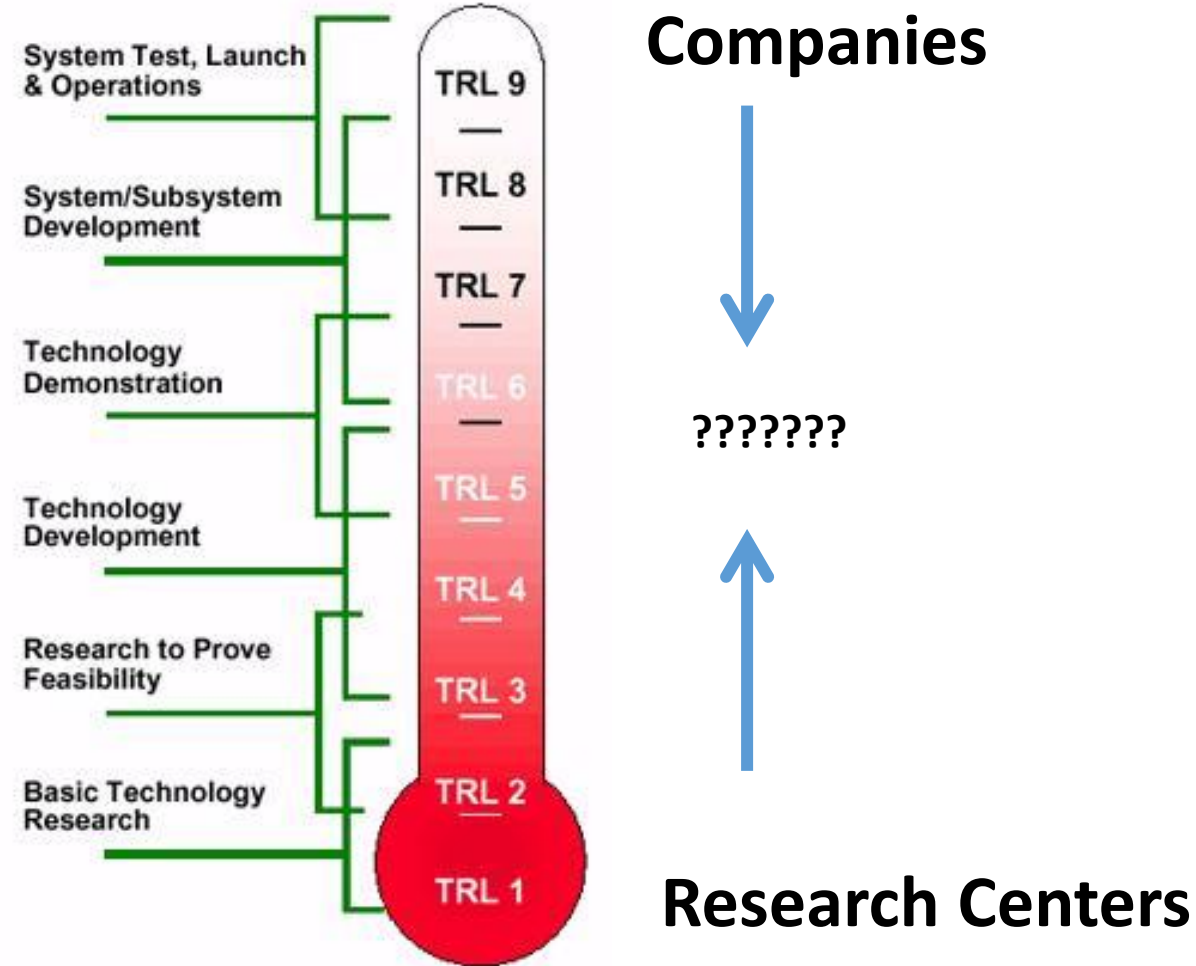 System Test, Launch
& Operations
System/Subsystem
Development
Technology
Demonstration
Technology
Development
Research to Prove
Feasibility
Basic Technology
Research
TRL 9
TRL 8
TRL 7
TRL 6
TRL 5
TRL 4
TRL 3
TRL 2
TRL 1
Companies
???????
Research Centers